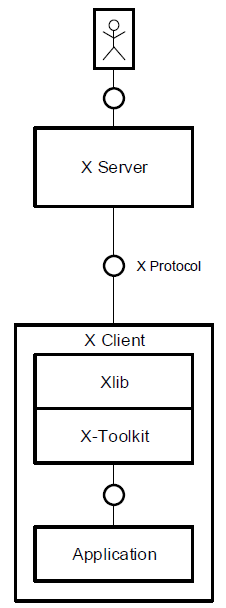 X Server
X Protocol
X Client
Xlib
X-Toolkit
Application